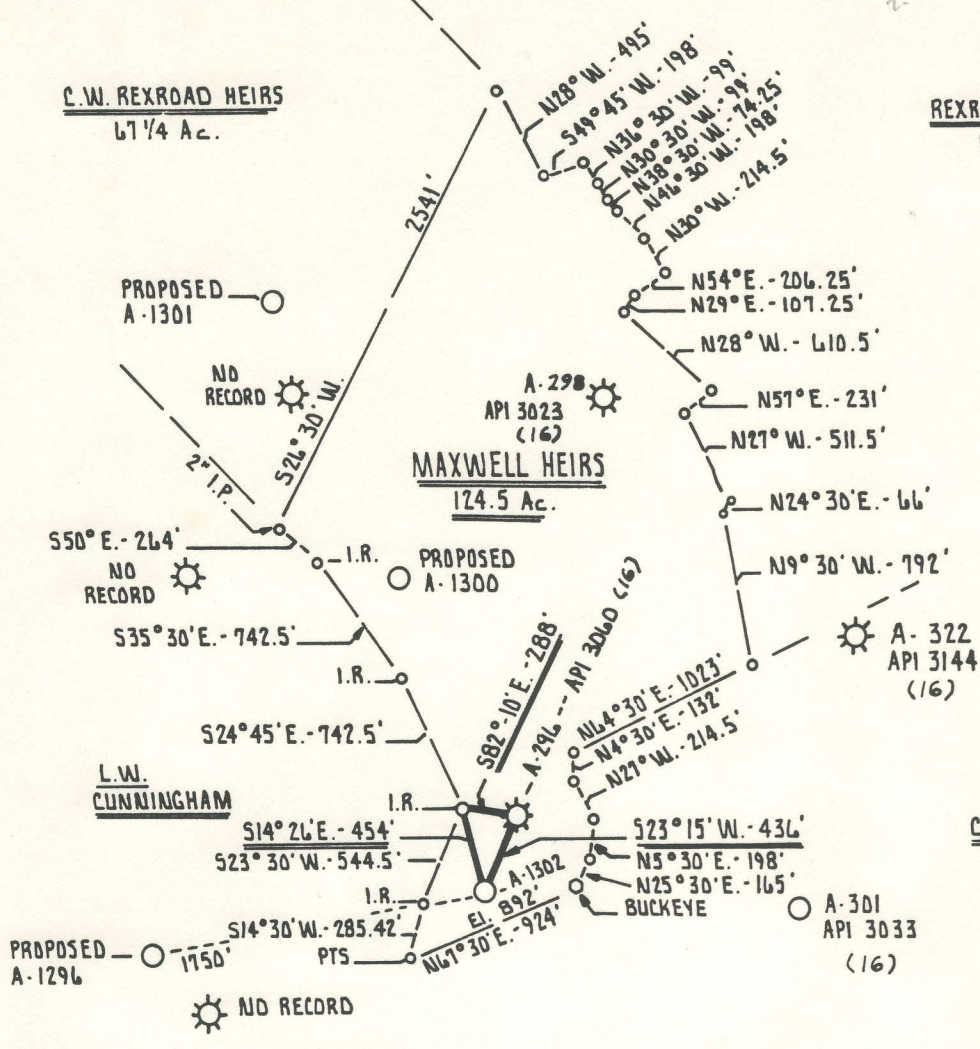 C.W. REXROAD HEIRS
67 1/4 Ac.
N28° W.-495'
S49° 45' W.-198'
N36° 30' W.-99'
N30° 30' W.-99'
N38° 30' W.-74.25'
N46° 30' W.-198'
N30° W.-214.5'
REXR
2541'
S26° 30' W.
PROPOSED
A-1301
N54° E.-206.25'
N29° E.-107.25'
N28° W.- 610.5'
NO
RECORD
A-298
API 3023
(16)
N57° E.-231'
N27° W.-511.5'
MAXWELL HEIRS
124.5 Ac.
2" I.P.
N24° 30' E.-66'
S50° E.-264'
I.R.
NO
RECORD
PROPOSED
A-1300
N9° 30' W.-792'
S35° 30' E.-742.5'
A-322
API 3144
(16)
I.R.
S24° 45' E.-742.5'
S82°-10' E.-288'
A-296 --- API 3060 (16)
N64° 30' E.-1023'
N4° 30' E.-132'
N27° W.-214.5'
L.W.
CUNNINGHAM
I.R.
S14° 26' E.-454'
S23° 30' W.-544.5'
S23° 15' W.-436'
N5° 30' E.-198'
N25° 30' E.-165'
BUCKEYE
I.R.
A-1302
El. 892'
N67° 30' E.-924'
S14° 30' W.-285.42'
PTS
1750'
PROPOSED
A-1296
A-301
API 3033
(16)
C
NO RECORD